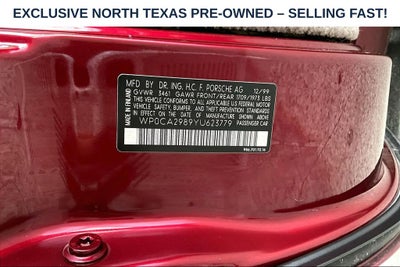 EXCLUSIVE NORTH TEXAS PRE-OWNED – SELLING FAST!
MFD. BY DR. ING. H.C. F. PORSCHE AG 12/99
GVWR 3461 GAWR FRONT/REAR 1709/1973 LBS
THIS VEHICLE CONFORMS TO ALL APPLICABLE
FEDERAL MOTOR VEHICLE SAFETY, BUMPER AND
THEFT PREVENTION STANDARDS IN EFFECT ON
THE DATE OF MANUFACTURE SHOWN ABOVE
WP0CA2989YU623779 PASSENGER CAR
MADE IN FINLAND